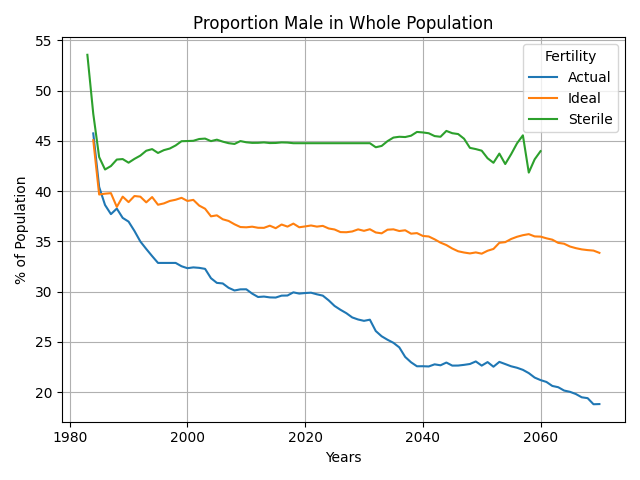 Proportion Male in Whole Population
55
50
45
40
35
30
25
20
% of Population
Fertility
Actual
Ideal
Sterile
1980 2000 2020 2040 2060
Years